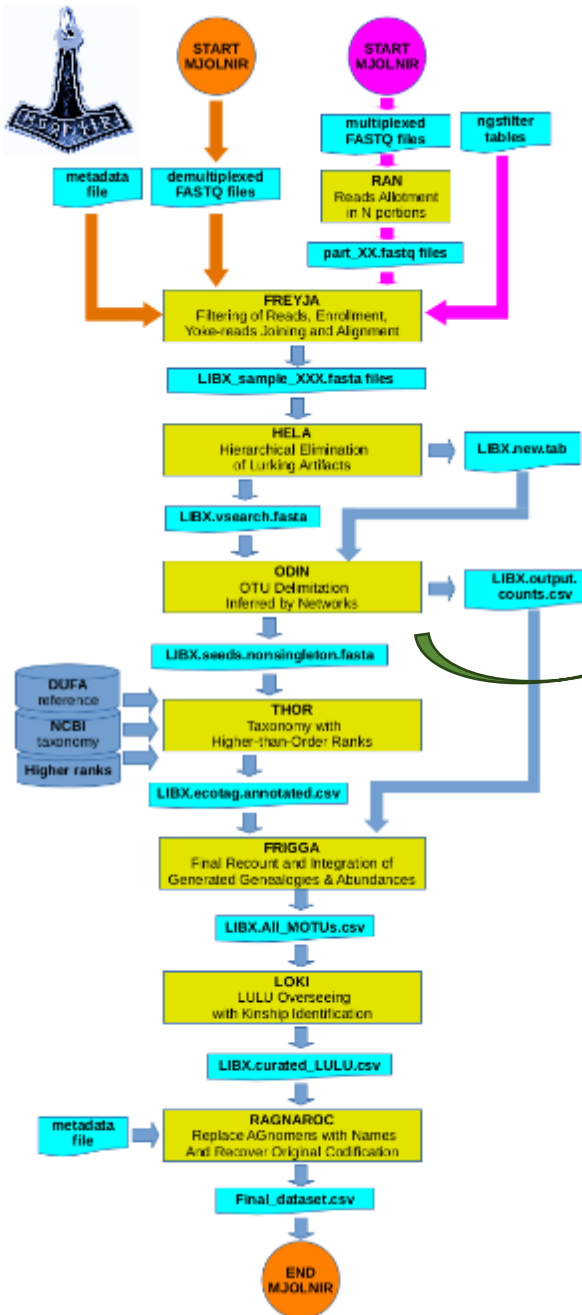 MJOLNIR
START
MJOLNIR
START
MJOLNIR
multiplexed
FASTQ files
ngsfilter
tables
metadata
file
demultiplexed
FASTQ files
RAN
Reads Allotment
in N portions
part_XX.fastq files
FREYJA
Filtering of Reads, Enrollment,
Yoke-reads Joining and Alignment
LIBX_sample_XXX.fasta files
HELA
Hierarchical Elimination
of Lurking Artifacts
LIBX.new.tab
LIBX.vsearch.fasta
ODIN
OTU Delimitation
Inferred by Networks
LIBX.output.
counts.csv
LIBX.seeds.nonsingleton.fasta
DUFA
reference
NCBI
taxonomy
Higher ranks
THOR
Taxonomy with
Higher-than-Order Ranks
LIBX.ecotag.annotated.csv
FRIGGA
Final Recount and Integration of
Generated Genealogies & Abundances
LIBX.All_MOTUs.csv
LOKI
LULU Overseeing
with Kinship Identification
LIBX.curated_LULU.csv
metadata
file
RAGNAROC
Replace AGnomens with Names
And Recover Original Codification
Final_dataset.csv
END
MJOLNIR